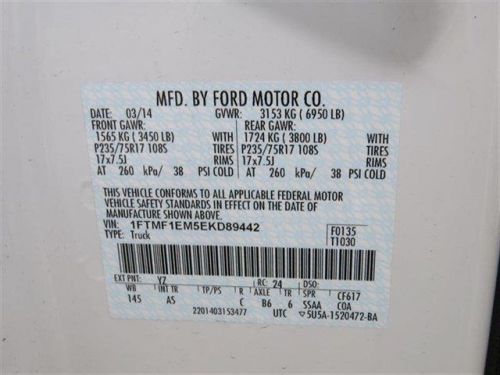 MFD. BY FORD MOTOR CO.
DATE: 03/14 GVWR: 3153 KG ( 6950 LB)
FRONT GAWR: REAR GAWR:
1565 KG ( 3450 LB) 1724 KG ( 3800 LB)
P235/75R17 108S TIRES P235/75R17 108S TIRES
17x7.5J RIMS 17x7.5J RIMS
AT 260 kPa/ 38 PSI COLD AT 260 kPa/ 38 PSI COLD
THIS VEHICLE CONFORMS TO ALL APPLICABLE FEDERAL MOTOR
VEHICLE SAFETY STANDARDS IN EFFECT ON THE DATE OF
MANUFACTURE SHOWN ABOVE.
VIN: 1FTMF1EM5EKD89442 F0135
TYPE: Truck T1030
EXT PNT: YZ RC: 24 DSO:
WB INT TR TP/PS R AXLE TR SPR CF617
145 AS C B6 6 5SAA COA
2201403153477 UTC 5U5A-1520472-BA